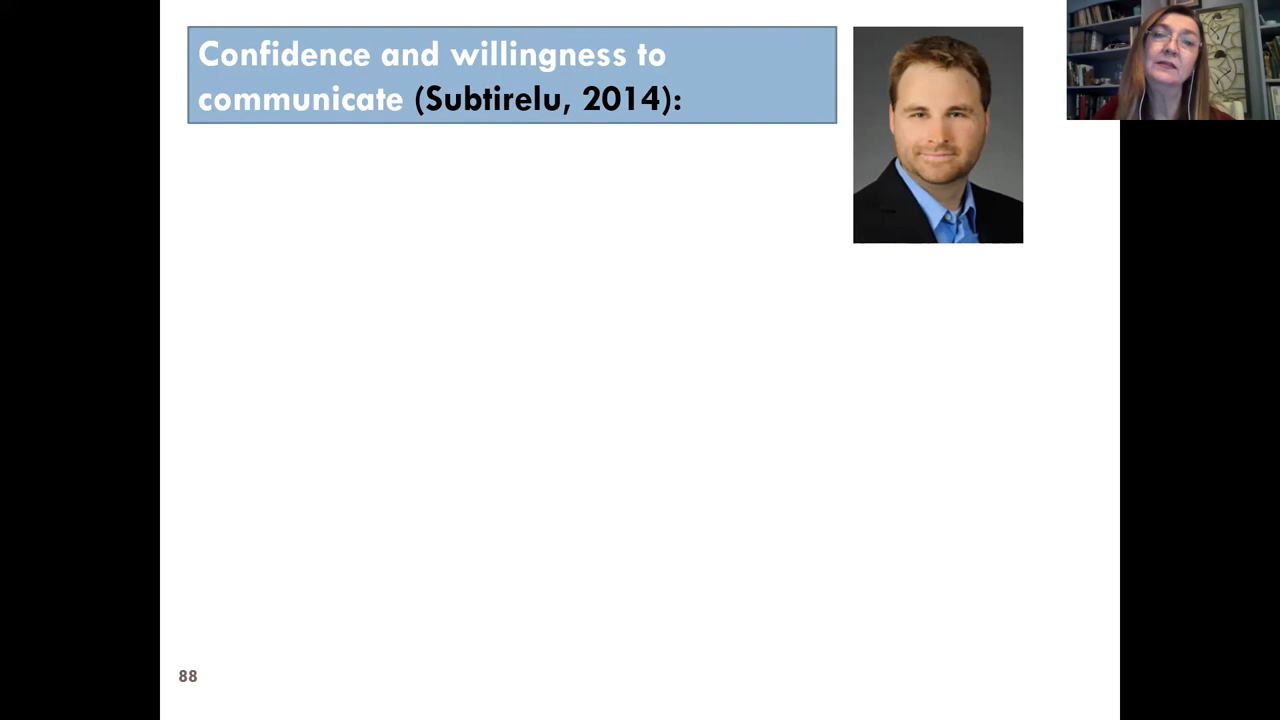 Confidence and willingness to
communicate (Subtirelu, 2014):
88